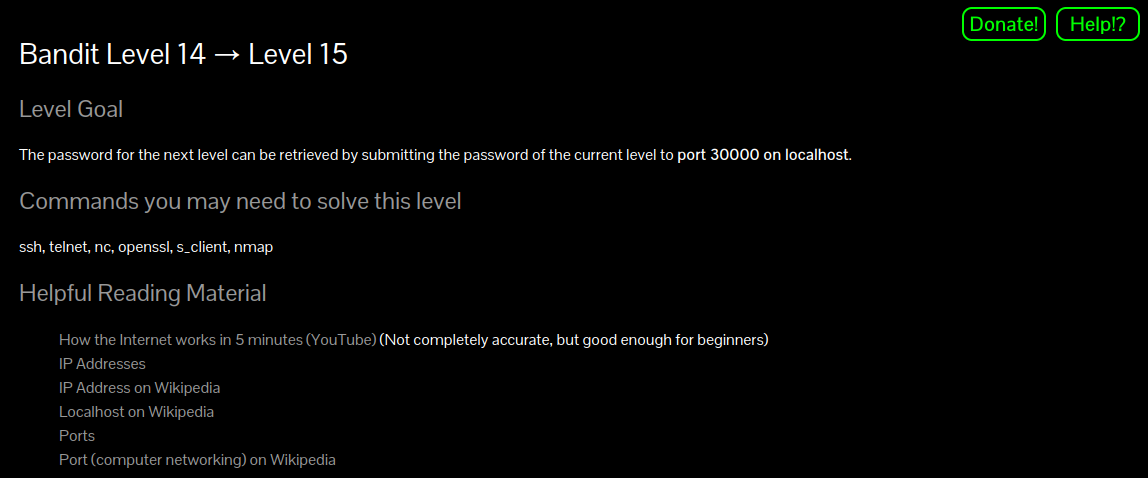 Donate! Help!?
Bandit Level 14 → Level 15
Level Goal
The password for the next level can be retrieved by submitting the password of the current level to port 30000 on localhost.
Commands you may need to solve this level
ssh, telnet, nc, openssl, s_client, nmap
Helpful Reading Material
How the Internet works in 5 minutes (YouTube) (Not completely accurate, but good enough for beginners)
IP Addresses
IP Address on Wikipedia
Localhost on Wikipedia
Ports
Port (computer networking) on Wikipedia